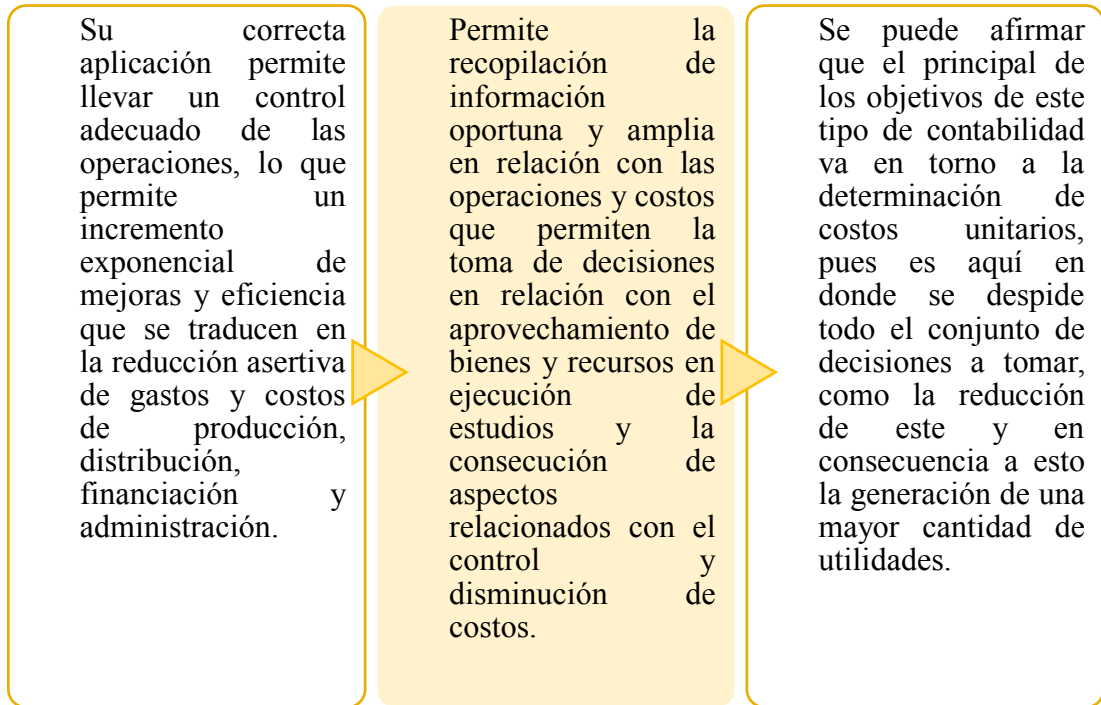 Su correcta
aplicación permite
llevar un control
adecuado de las
operaciones, lo que
permite un
incremento
exponencial de
mejoras y eficiencia
que se traducen en
la reducción asertiva
de gastos y costos
de producción,
distribución,
financiación y
administración.
Permite la
recopilación de
información
oportuna y amplia
en relación con las
operaciones y costos
que permiten la
toma de decisiones
en relación con el
aprovechamiento de
bienes y recursos en
ejecución de
estudios y la
consecución de
aspectos
relacionados con el
control y
disminución de
costos.
Se puede afirmar
que el principal de
los objetivos de este
tipo de contabilidad
va en torno a la
determinación de
costos unitarios,
pues es aquí en
donde se despide
todo el conjunto de
decisiones a tomar,
como la reducción
de este y en
consecuencia a esto
la generación de una
mayor cantidad de
utilidades.